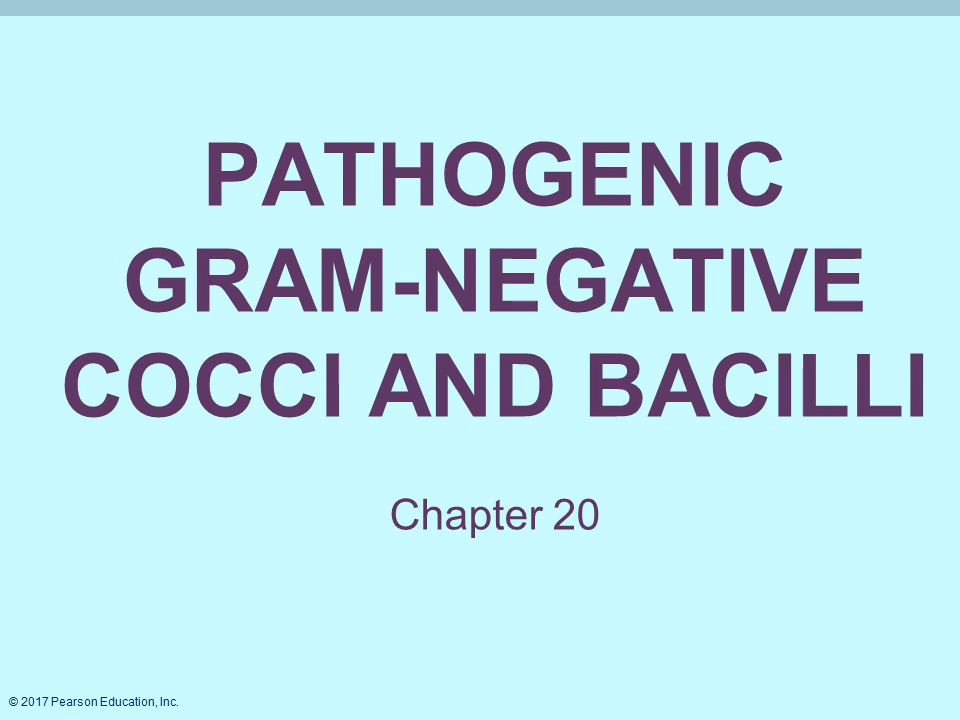 PATHOGENIC
GRAM-NEGATIVE
COCCI AND BACILLI
Chapter 20
© 2017 Pearson Education, Inc.